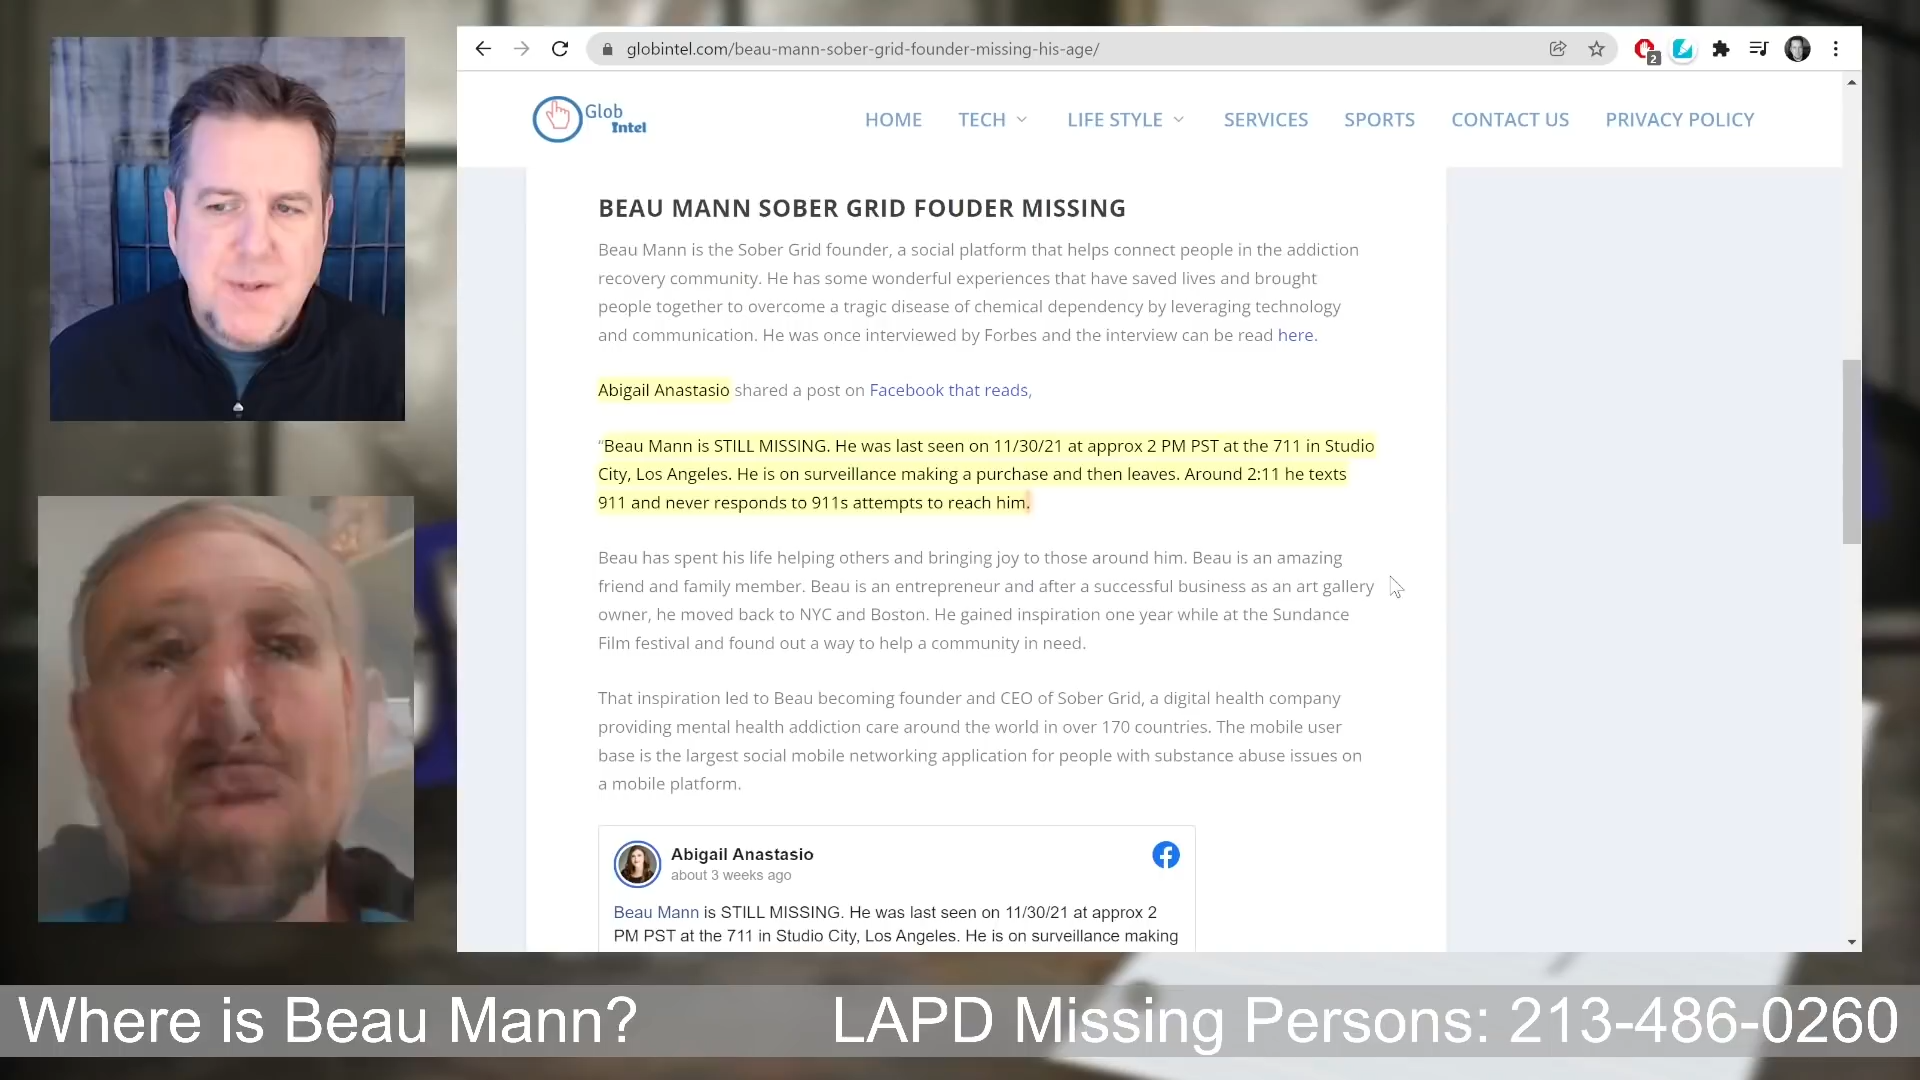 globintel.com/beau-mann-sober-grid-founder-missing-his-age/
2
Glob
Intel
HOME TECH LIFE STYLE SERVICES SPORTS CONTACT US PRIVACY POLICY
BEAU MANN SOBER GRID FOUDER MISSING
Beau Mann is the Sober Grid founder, a social platform that helps connect people in the addiction
recovery community. He has some wonderful experiences that have saved lives and brought
people together to overcome a tragic disease of chemical dependency by leveraging technology
and communication. He was once interviewed by Forbes and the interview can be read here.
Abigail Anastasio shared a post on Facebook that reads,
“Beau Mann is STILL MISSING. He was last seen on 11/30/21 at approx 2 PM PST at the 711 in Studio
City, Los Angeles. He is on surveillance making a purchase and then leaves. Around 2:11 he texts
911 and never responds to 911s attempts to reach him.
Beau has spent his life helping others and bringing joy to those around him. Beau is an amazing
friend and family member. Beau is an entrepreneur and after a successful business as an art gallery
owner, he moved back to NYC and Boston. He gained inspiration one year while at the Sundance
Film festival and found out a way to help a community in need.
That inspiration led to Beau becoming founder and CEO of Sober Grid, a digital health company
providing mental health addiction care around the world in over 170 countries. The mobile user
base is the largest social mobile networking application for people with substance abuse issues on
a mobile platform.
Abigail Anastasio
about 3 weeks ago
Beau Mann is STILL MISSING. He was last seen on 11/30/21 at approx 2
PM PST at the 711 in Studio City, Los Angeles. He is on surveillance making
Where is Beau Mann? LAPD Missing Persons: 213-486-0260